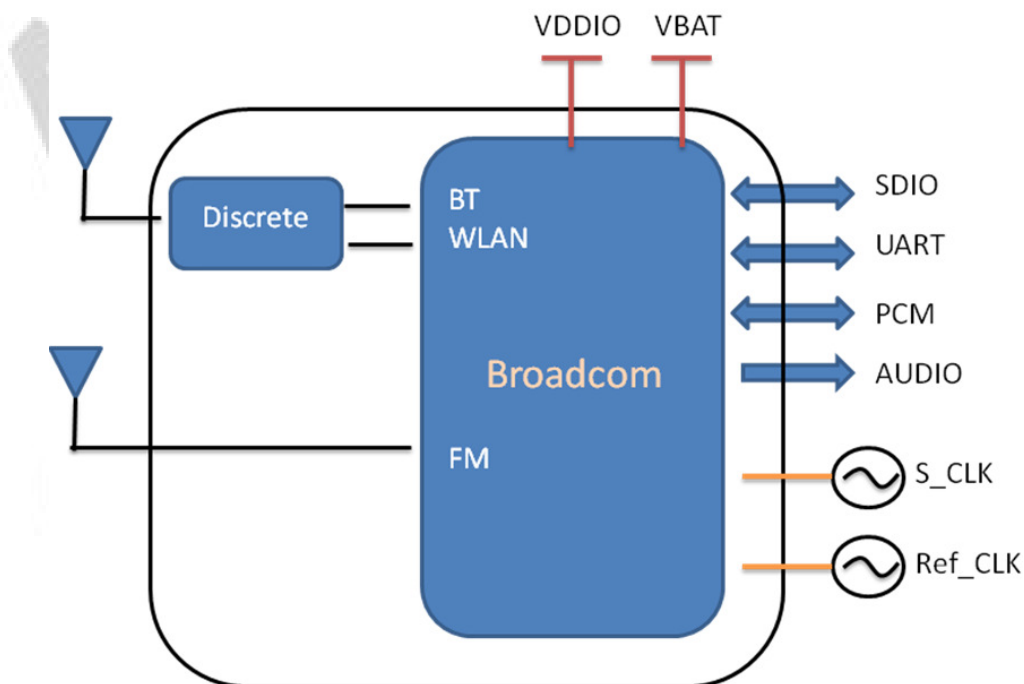 VDDIO VBAT
Discrete
BT
WLAN
Broadcom
FM
SDIO
UART
PCM
AUDIO
S_CLK
Ref_CLK